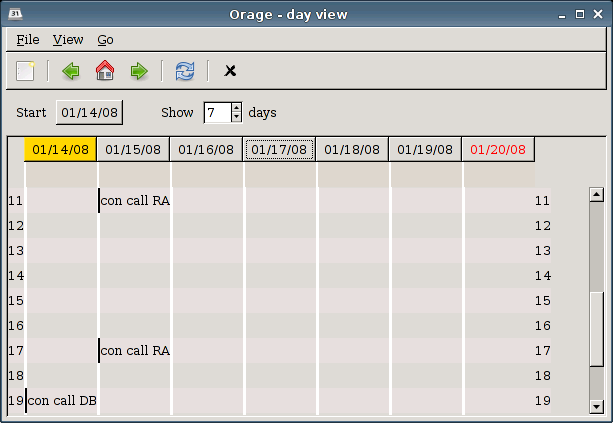 31 Orage - day view
File View Go
Start 01/14/08 Show 7 days
01/14/08 01/15/08 01/16/08 01/17/08 01/18/08 01/19/08 01/20/08
11 con call RA 11
12 12
13 13
14 14
15 15
16 16
17 con call RA 17
18 18
19 con call DB 19